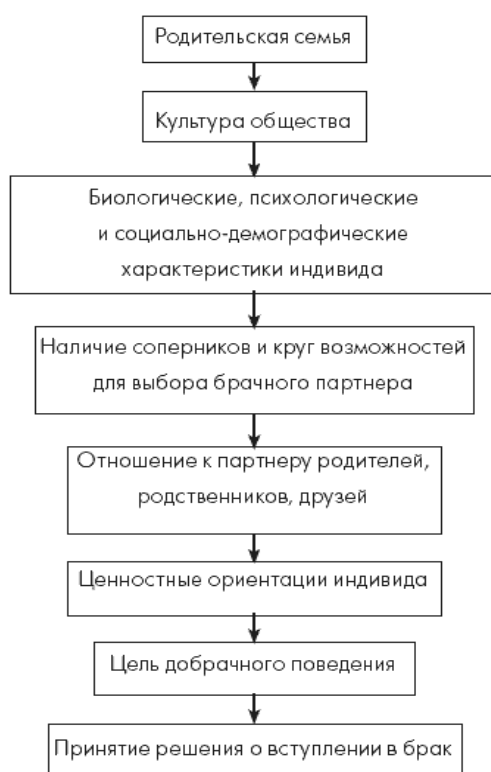 Родительская семья
Культура общества
Биологические, психологические
и социально-демографические
характеристики индивида
Наличие соперников и круг возможностей
для выбора брачного партнера
Отношение к партнеру родителей,
родственников, друзей
Ценностные ориентации индивида
Цель добрачного поведения
Принятие решения о вступлении в брак